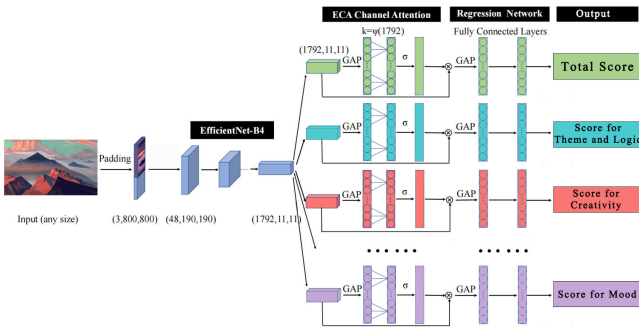 ECA Channel Attention
Regression Network
Output
k=ψ(1792)
Fully Connected Layers
(1792,11,11)
GAP
σ
⊗
GAP
Total Score
EfficientNet-B4
GAP
σ
⊗
GAP
Score for
Theme and Logic
Padding
GAP
σ
⊗
GAP
Score for
Creativity
Input (any size)
(3,800,800)
(48,190,190)
(1792,11,11)
GAP
σ
⊗
GAP
Score for Mood